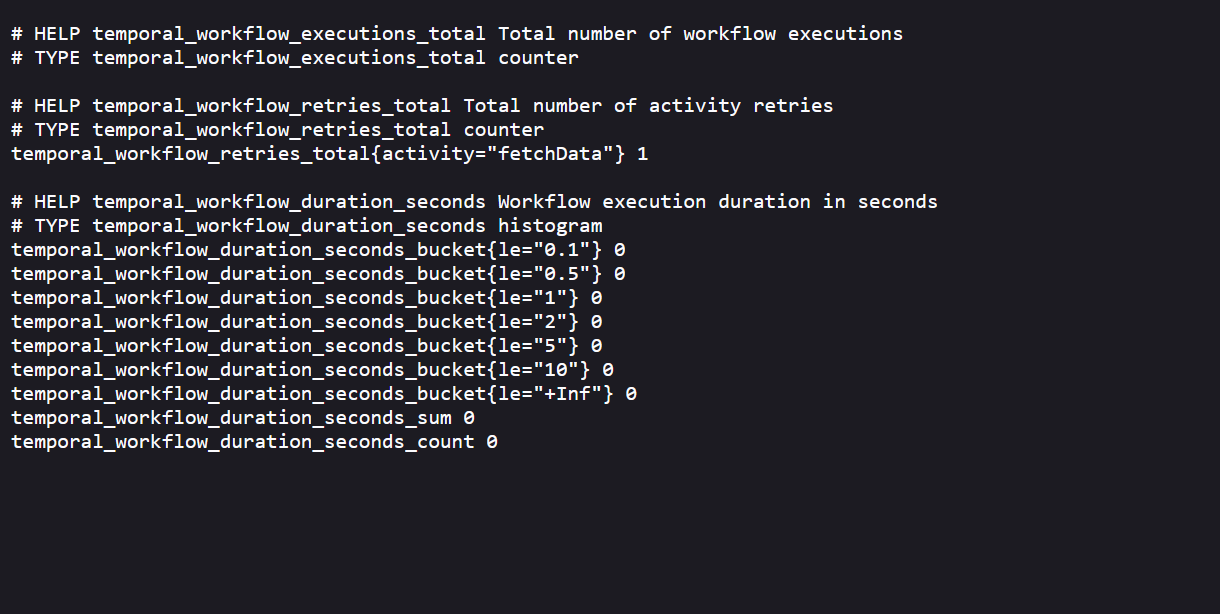 # HELP temporal_workflow_executions_total Total number of workflow executions
# TYPE temporal_workflow_executions_total counter
# HELP temporal_workflow_retries_total Total number of activity retries
# TYPE temporal_workflow_retries_total counter
temporal_workflow_retries_total{activity="fetchData"} 1
# HELP temporal_workflow_duration_seconds Workflow execution duration in seconds
# TYPE temporal_workflow_duration_seconds histogram
temporal_workflow_duration_seconds_bucket{le="0.1"} 0
temporal_workflow_duration_seconds_bucket{le="0.5"} 0
temporal_workflow_duration_seconds_bucket{le="1"} 0
temporal_workflow_duration_seconds_bucket{le="2"} 0
temporal_workflow_duration_seconds_bucket{le="5"} 0
temporal_workflow_duration_seconds_bucket{le="10"} 0
temporal_workflow_duration_seconds_bucket{le="+Inf"} 0
temporal_workflow_duration_seconds_sum 0
temporal_workflow_duration_seconds_count 0